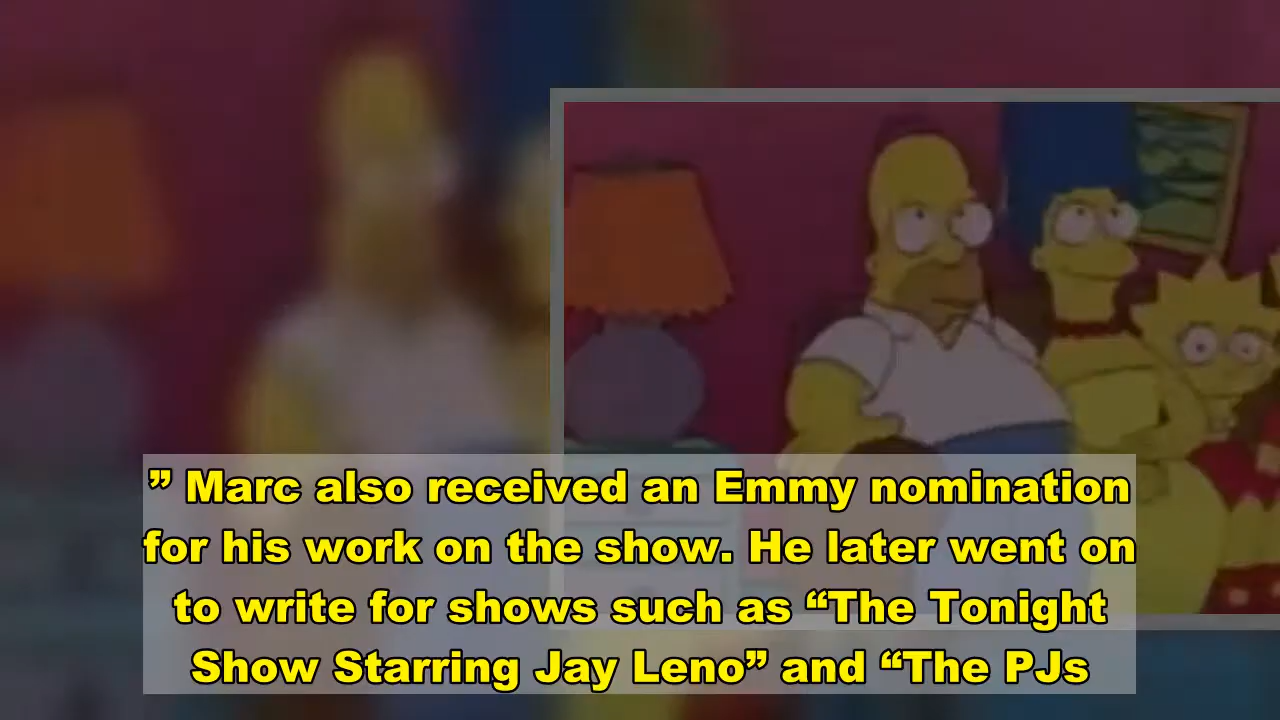 ” Marc also received an Emmy nomination
for his work on the show. He later went on
to write for shows such as “The Tonight
Show Starring Jay Leno” and “The PJs